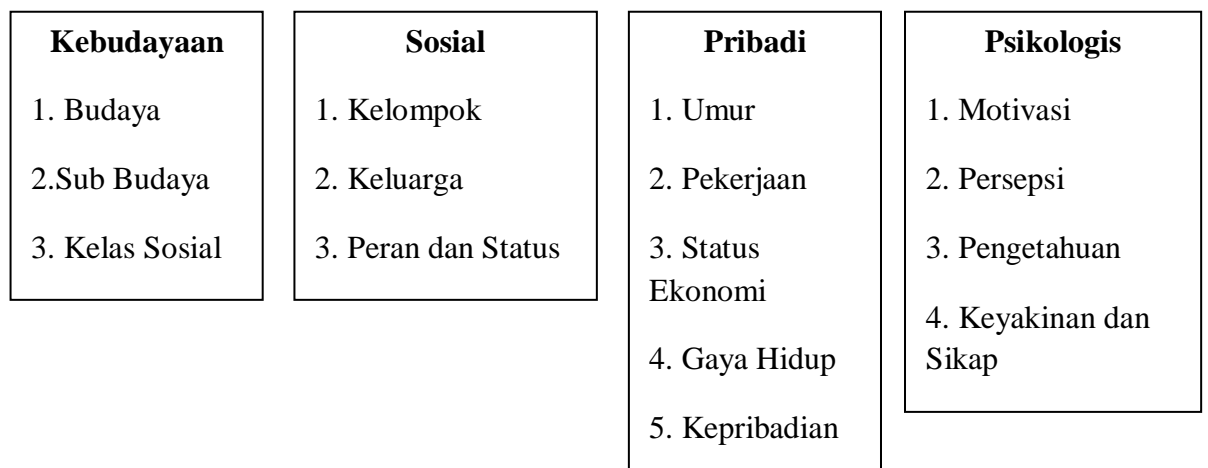 Kebudayaan
1. Budaya
2.Sub Budaya
3. Kelas Sosial
Sosial
1. Kelompok
2. Keluarga
3. Peran dan Status
Pribadi
1. Umur
2. Pekerjaan
3. Status
Ekonomi
4. Gaya Hidup
5. Kepribadian
Psikologis
1. Motivasi
2. Persepsi
3. Pengetahuan
4. Keyakinan dan
Sikap